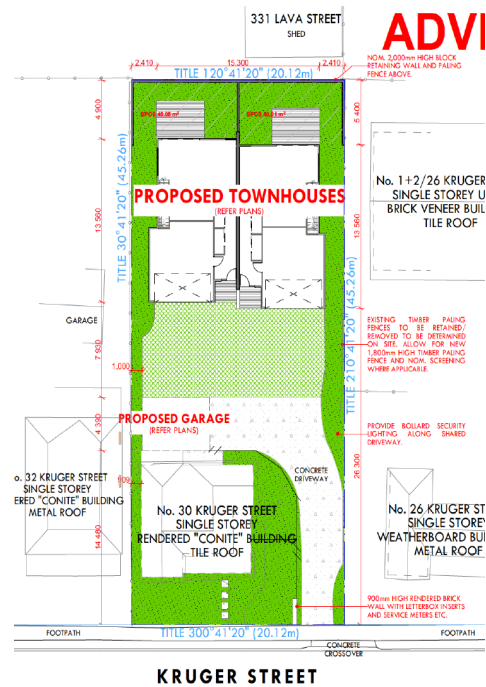 331 LAVA STREET
SHED
ADVE
2,410
15,300
2,410
TITLE 120°41'20" (20.12m)
NOM. 2,000mm HIGH BLOCK
RETAINING WALL AND PALING
FENCE ABOVE.
4,900
5,400
SPOS 45.05 m²
TITLE 30°41'20" (45.26m)
No. 1+2/26 KRUGER
SINGLE STOREY U
BRICK VENEER BUIL
TILE ROOF
PROPOSED TOWNHOUSES
(REFER PLANS)
13,560
13,560
TITLE 210°41'20" (45.26m)
GARAGE
7,930
EXISTING TIMBER PALING
FENCES TO BE RETAINED/
REMOVED TO BE DETERMINED
ON SITE. ALLOW FOR NEW
1,800mm HIGH TIMBER PALING
FENCE AND NOM. SCREENING
WHERE APPLICABLE.
1,000
PROPOSED GARAGE
(REFER PLANS)
4,390
PROVIDE BOLLARD SECURITY
LIGHTING ALONG SHARED
DRIVEWAY.
26,300
CONCRETE
DRIVEWAY
o. 32 KRUGER STREET
SINGLE STOREY
ERED "CONITE" BUILDING
METAL ROOF
No. 30 KRUGER STREET
SINGLE STOREY
RENDERED "CONITE" BUILDING
TILE ROOF
No. 26 KRUGER ST
SINGLE STOREY
WEATHERBOARD BUI
METAL ROOF
14,480
900mm HIGH RENDERED BRICK
WALL WITH LETTERBOX INSERTS
AND SERVICE METERS ETC.
FOOTPATH
TITLE 300°41'20" (20.12m)
FOOTPATH
CONCRETE
CROSSOVER
KRUGER STREET